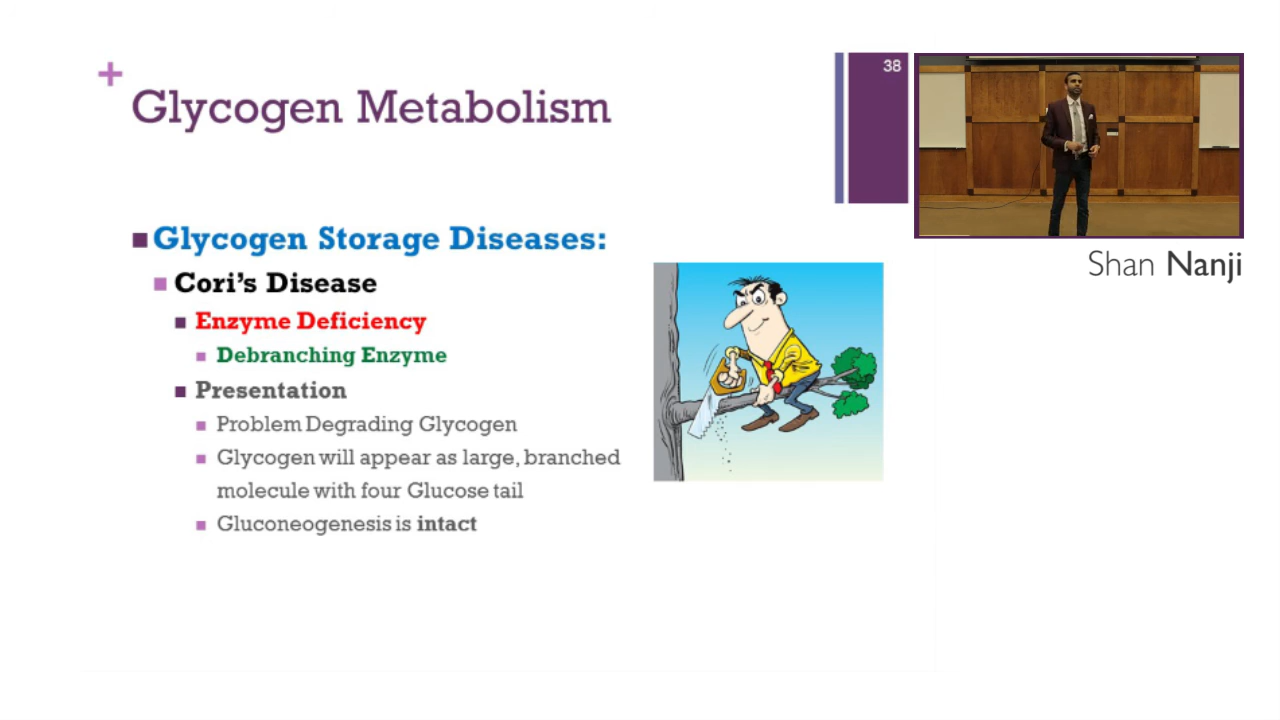 +
Glycogen Metabolism
38
Glycogen Storage Diseases:
Cori's Disease
Enzyme Deficiency
Debranching Enzyme
Presentation
Problem Degrading Glycogen
Glycogen will appear as large, branched
molecule with four Glucose tail
Gluconeogenesis is intact
Shan Nanji